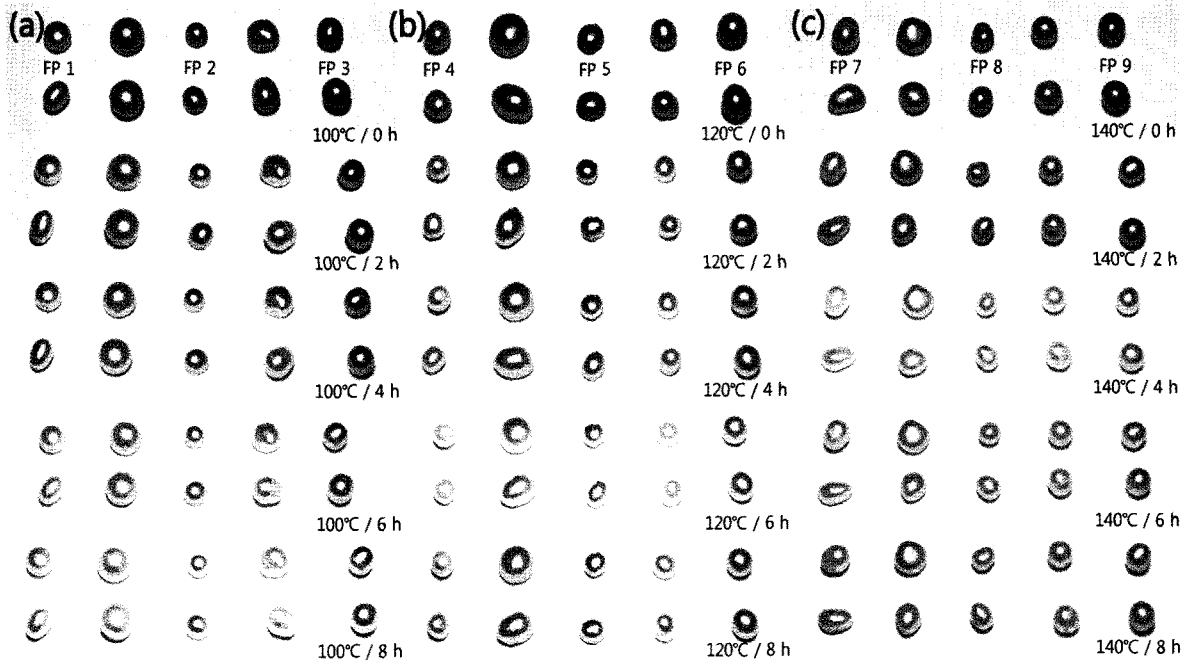 (a) (b) (c)
FP 1 FP 2 FP 3 FP 4 FP 5 FP 6 FP 7 FP 8 FP 9
100℃ / 0 h 120℃ / 0 h 140℃ / 0 h
100℃ / 2 h 120℃ / 2 h 140℃ / 2 h
100℃ / 4 h 120℃ / 4 h 140℃ / 4 h
100℃ / 6 h 120℃ / 6 h 140℃ / 6 h
100℃ / 8 h 120℃ / 8 h 140℃ / 8 h